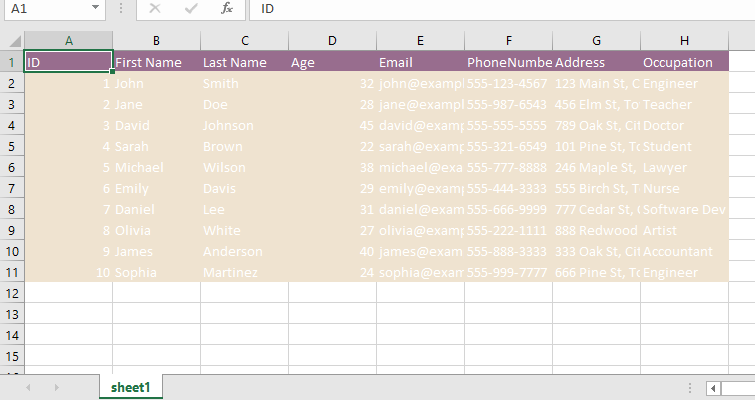 A1 fx ID
A B C D E F G H
1 ID First Name Last Name Age Email PhoneNumbe Address Occupation
2 1 John Smith 32 john@exampl 555-123-4567 123 Main St, C Engineer
3 2 Jane Doe 28 jane@exampl 555-987-6543 456 Elm St, To Teacher
4 3 David Johnson 45 david@examp 555-555-5555 789 Oak St, Cit Doctor
5 4 Sarah Brown 22 sarah@examp 555-321-6549 101 Pine St, To Student
6 5 Michael Wilson 38 michael@exa 555-777-8888 246 Maple St, Lawyer
7 6 Emily Davis 29 emily@examp 555-444-3333 555 Birch St, T Nurse
8 7 Daniel Lee 31 daniel@exam 555-666-9999 777 Cedar St, Software Dev
9 8 Olivia White 27 olivia@examp 555-222-1111 888 Redwood Artist
10 9 James Anderson 40 james@exam 555-888-3333 333 Oak St, Cit Accountant
11 10 Sophia Martinez 24 sophia@exam 555-999-7777 666 Pine St, To Engineer
12
13
14
15
sheet1